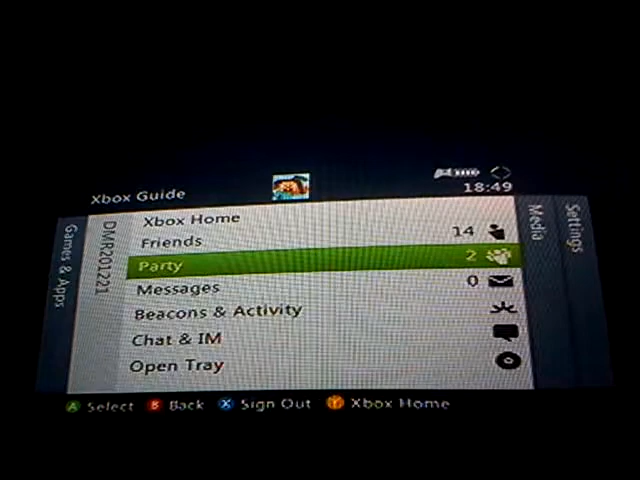 Xbox Guide
18:49
Games & Apps
DMR201221
Xbox Home
Friends 14
Party 2
Messages 0
Beacons & Activity
Chat & IM
Open Tray
Media
Settings
A Select B Back X Sign Out Y Xbox Home